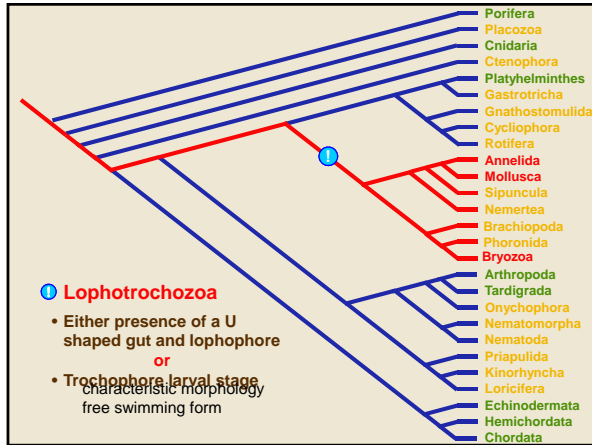 Porifera
Placozoa
Cnidaria
Ctenophora
Platyhelminthes
Gastrotricha
Gnathostomulida
Cycliophora
Rotifera
!
Annelida
Mollusca
Sipuncula
Nemertea
Brachiopoda
Phoronida
Bryozoa
Arthropoda
Tardigrada
Onychophora
Nematomorpha
Nematoda
Priapulida
Kinorhyncha
Loricifera
Echinodermata
Hemichordata
Chordata
! Lophotrochozoa
• Either presence of a U
shaped gut and lophophore
or
• Trochophore larval stage
characteristic morphology
free swimming form